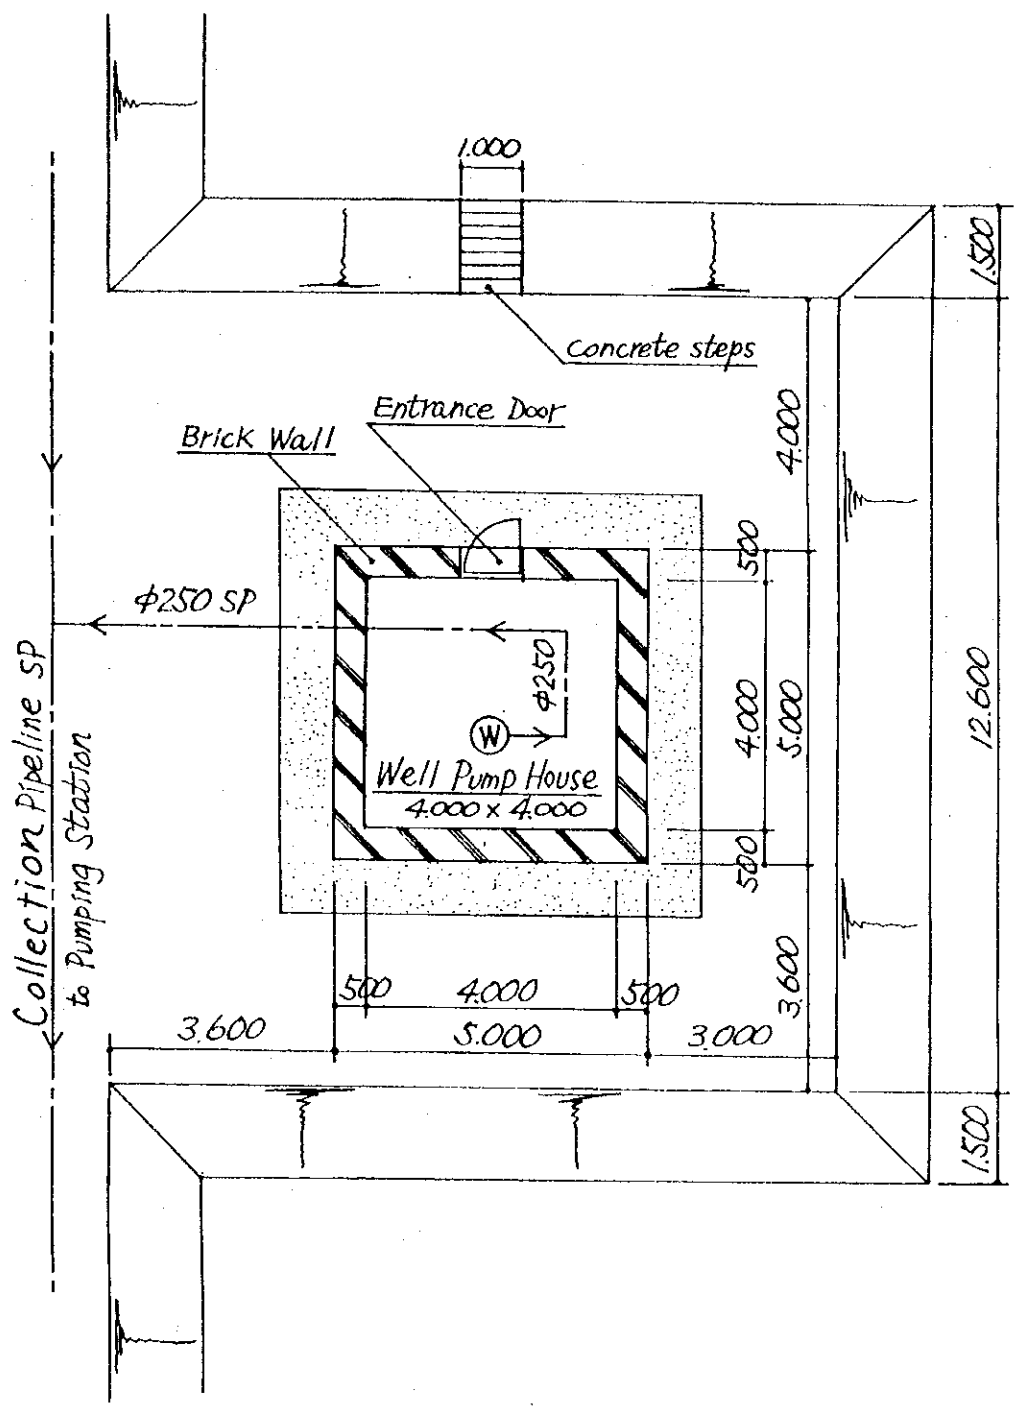 1.000
1.500
Concrete steps
4.000
Entrance Door
Brick Wall
500
φ250 SP
φ250
4.000
5.000
12.600
W
Well Pump House
4.000 x 4.000
Collection Pipeline SP
to Pumping Station
500
500
4.000
500
3.600
3.600
5.000
3.000
1.500